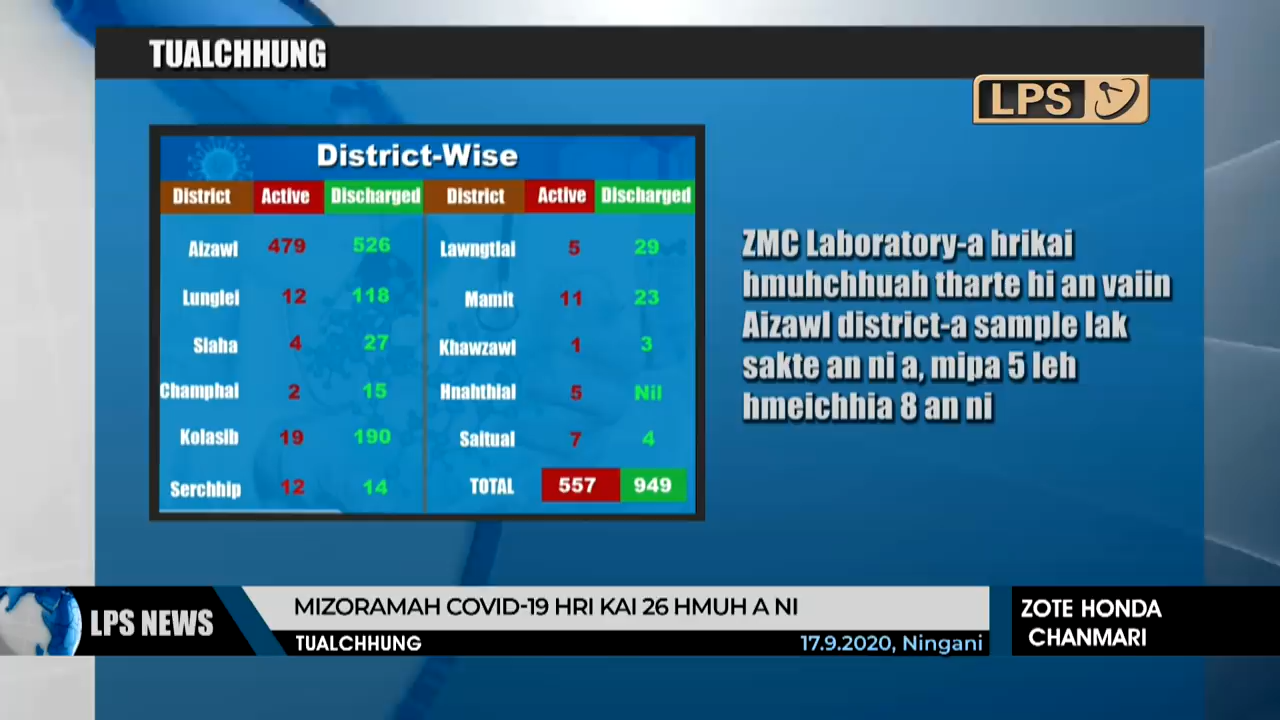 TUALCHHUNG
LPS
District-Wise
District Active Discharged District Active Discharged
Aizawl 479 526 Lawngtlai 5 29
Lunglei 12 118 Mamit 11 23
Siaha 4 27 Khawzawl 1 3
Champhai 2 15 Hnahthial 5 Nil
Kolasib 19 190 Saitual 7 4
Serchhip 12 14 TOTAL 557 949
ZMC Laboratory-a hrikai
hmuhchhuah tharte hi an vaiin
Aizawl district-a sample lak
sakte an ni a, mipa 5 leh
hmeichhia 8 an ni
LPS NEWS
MIZORAMAH COVID-19 HRI KAI 26 HMUH A NI
TUALCHHUNG 17.9.2020, Ningani
ZOTE HONDA
CHANMARI